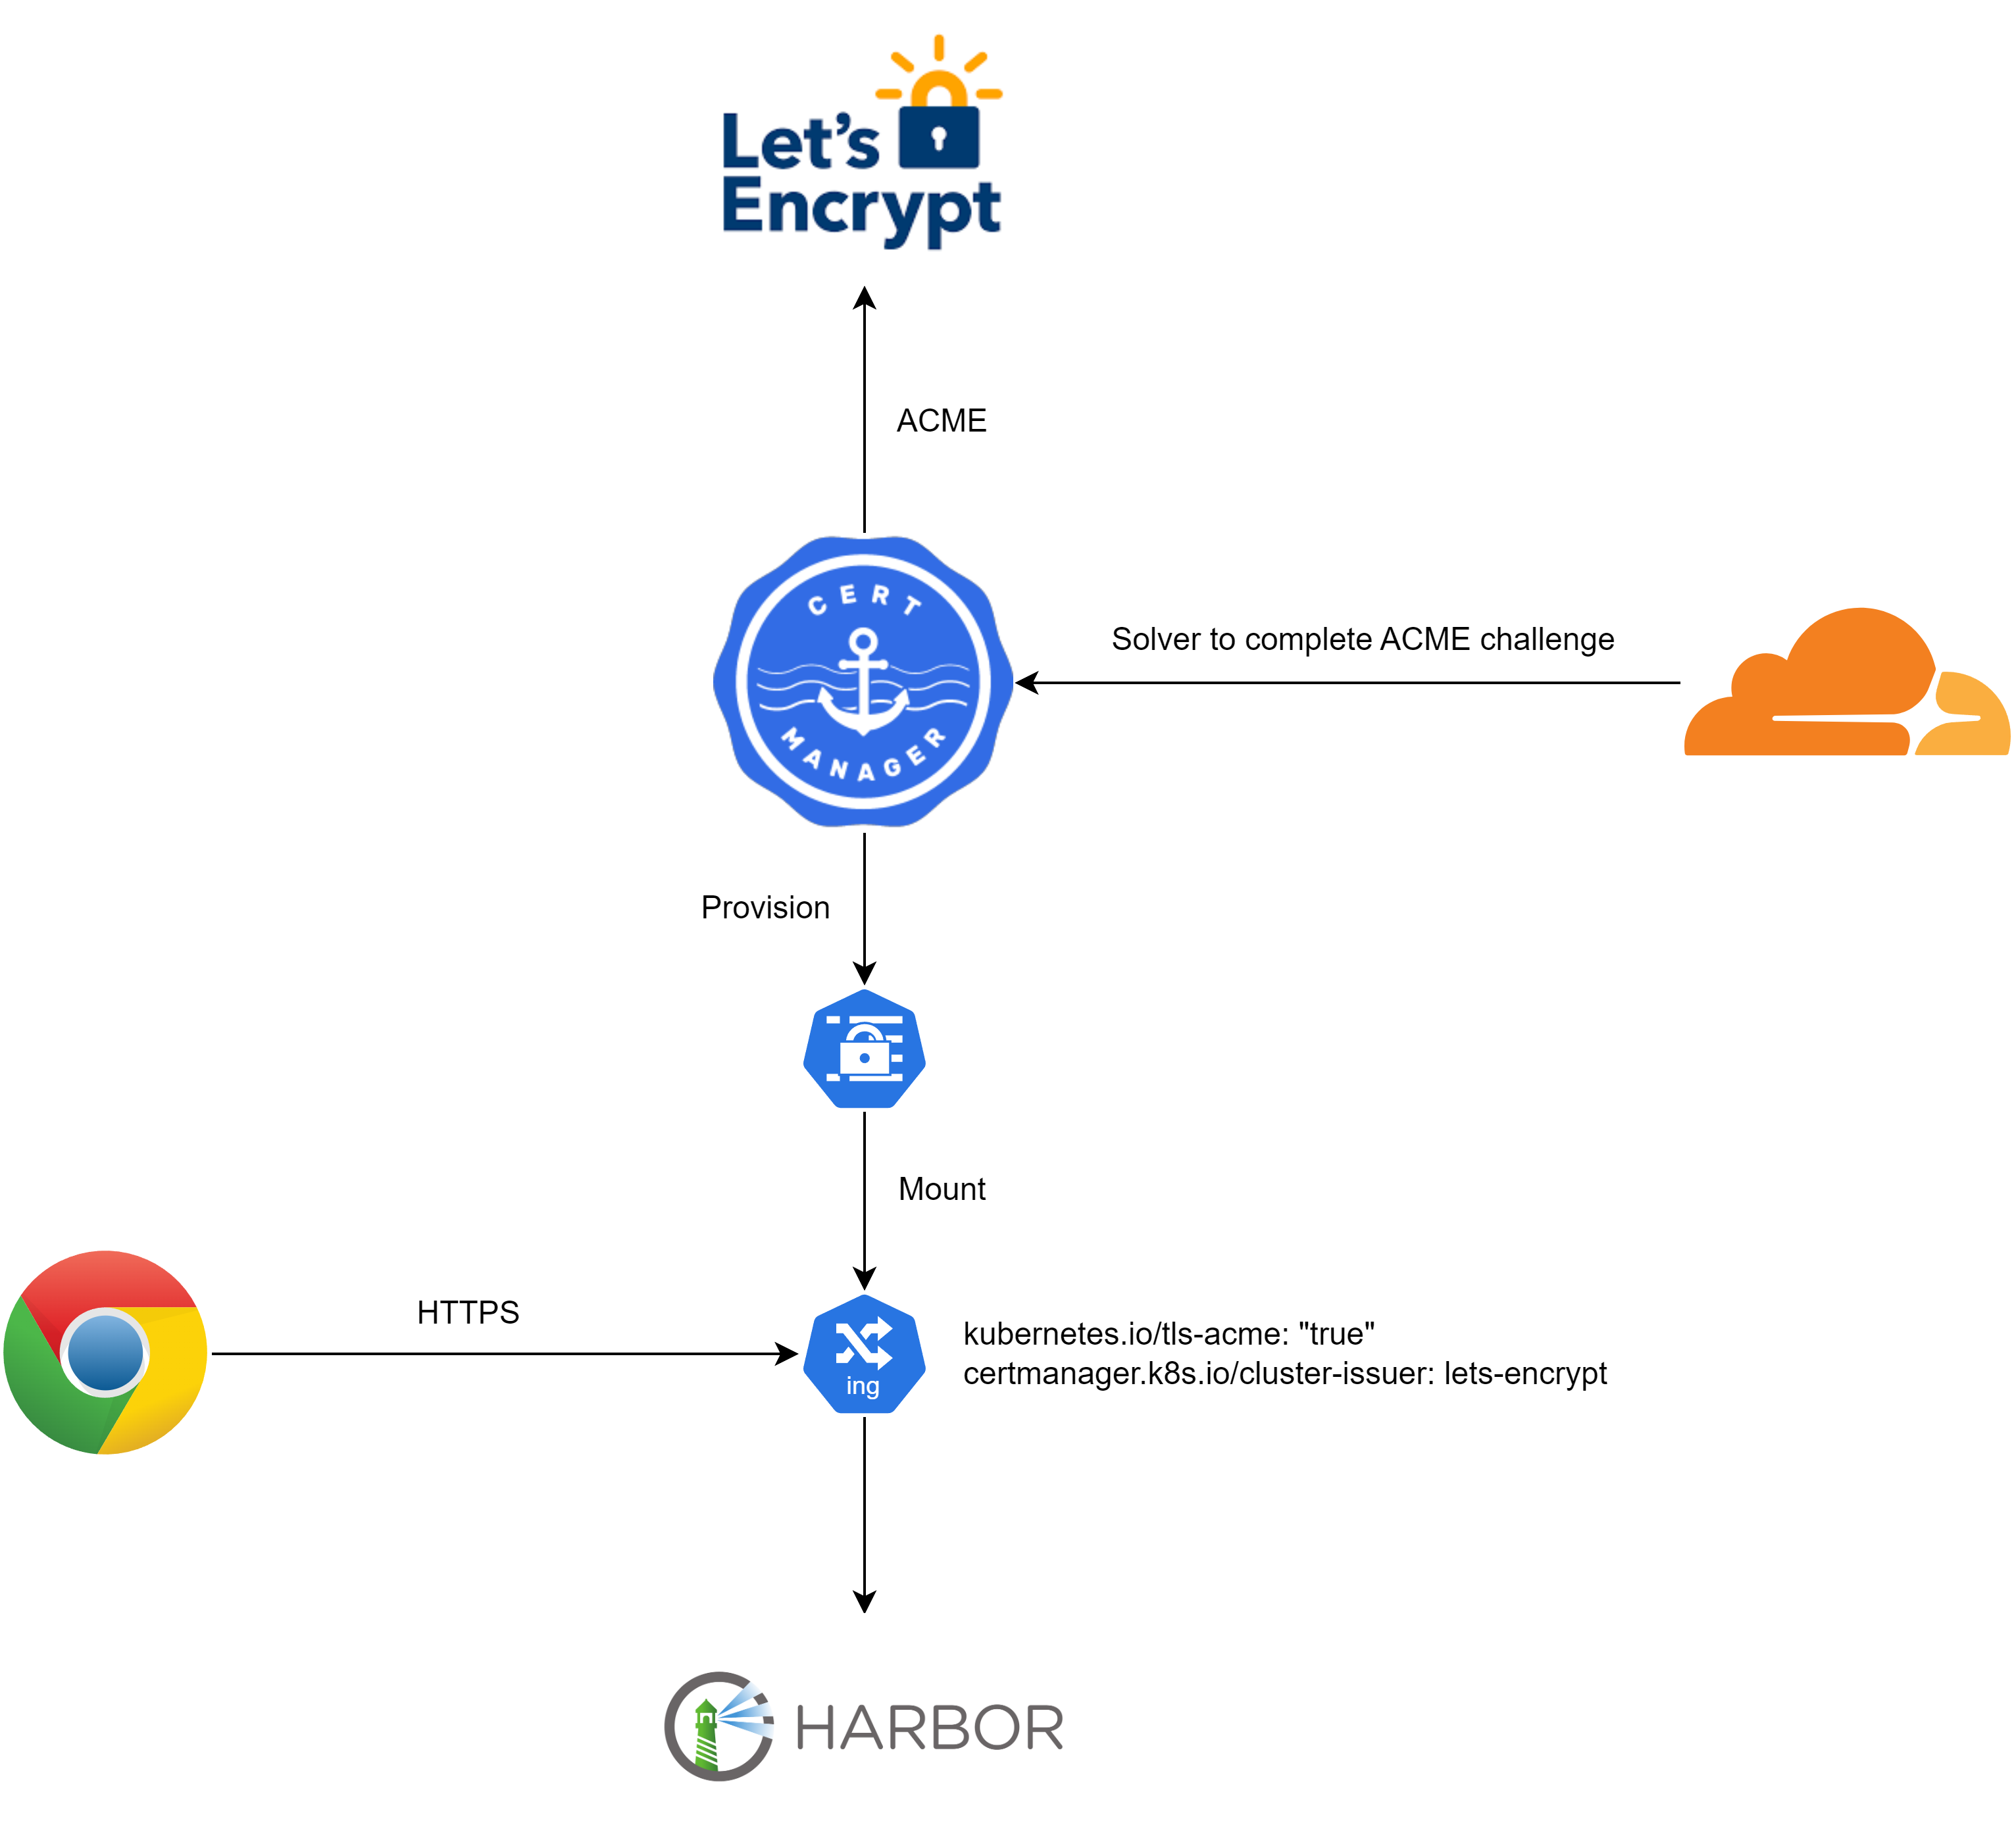 Let's
Encrypt
ACME
CERT
MANAGER
Solver to complete ACME challenge
Provision
Mount
HTTPS
ing
kubernetes.io/tls-acme: "true"
certmanager.k8s.io/cluster-issuer: lets-encrypt
HARBOR